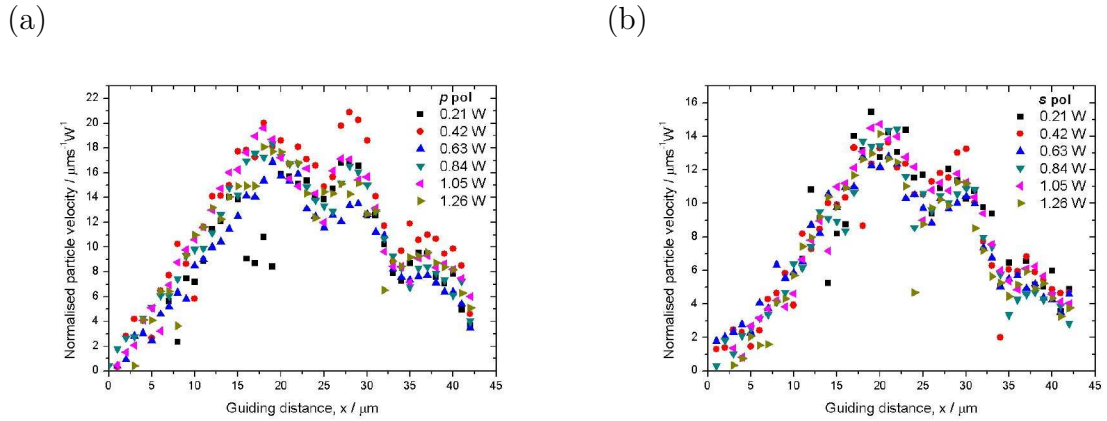 (a)
(b)
Normalised particle velocity / μms⁻¹W⁻¹
22
20
18
16
14
12
10
8
6
4
2
0
p pol
0.21 W
0.42 W
0.63 W
0.84 W
1.05 W
1.26 W
0 5 10 15 20 25 30 35 40 45
Guiding distance, x / μm
Normalised particle velocity / μms⁻¹W⁻¹
16
14
12
10
8
6
4
2
0
s pol
0.21 W
0.42 W
0.63 W
0.84 W
1.05 W
1.26 W
0 5 10 15 20 25 30 35 40 45
Guiding distance, x / μm